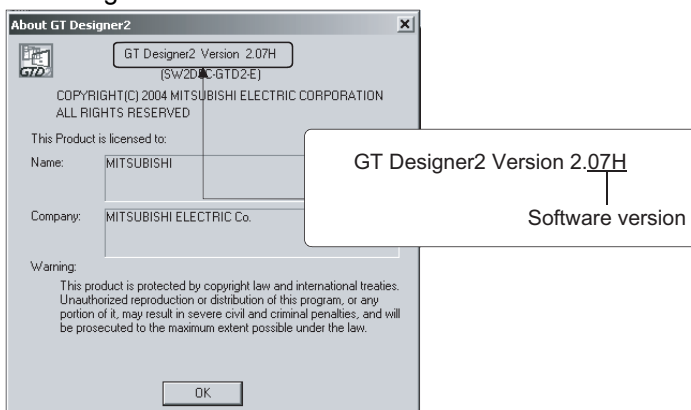 About GT Designer2
GTD
GT Designer2 Version 2.07H
(SW2D C-GTD2-E)
COPYRIGHT(C) 2004 MITSUBISHI ELECTRIC CORPORATION
ALL RIGHTS RESERVED
This Product is licensed to:
Name:
MITSUBISHI
Company:
MITSUBISHI ELECTRIC Co.
Warning:
This product is protected by copyright law and international treaties.
Unauthorized reproduction or distribution of this program, or any
portion of it, may result in severe civil and criminal penalties, and will
be prosecuted to the maximum extent possible under the law.
OK
GT Designer2 Version 2.07H
Software version